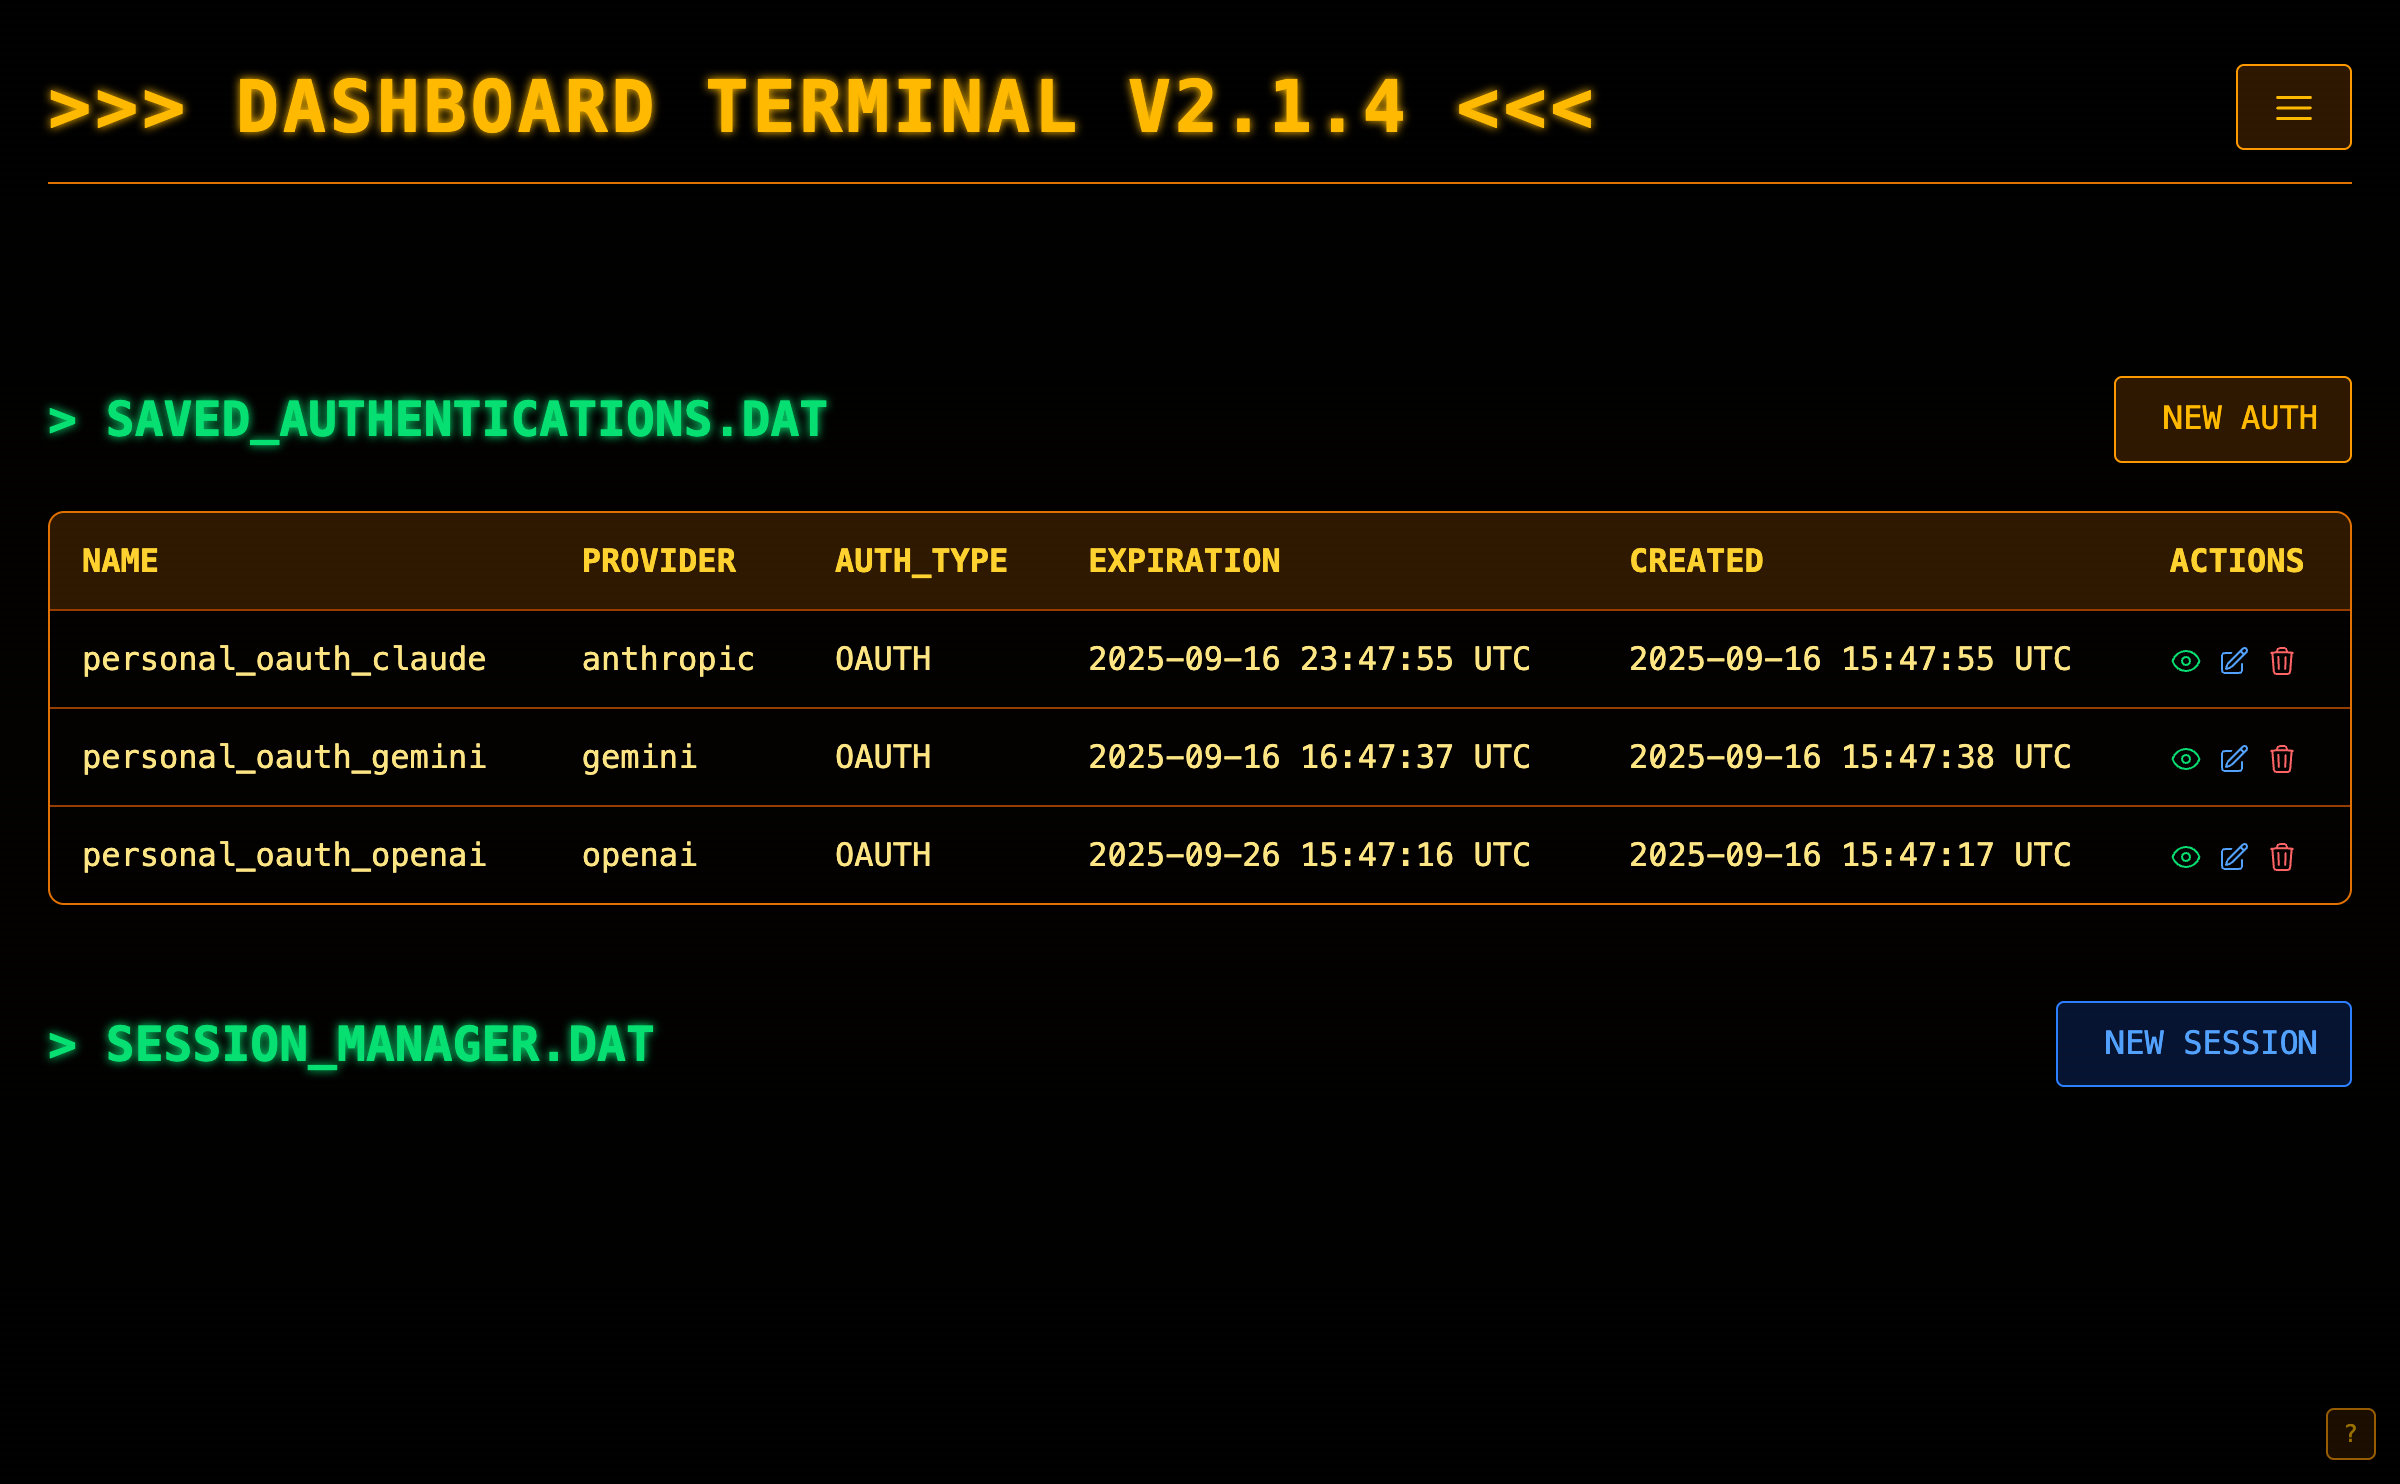 >>> DASHBOARD TERMINAL V2.1.4 <<<
> SAVED_AUTHENTICATIONS.DAT
NEW AUTH
NAME PROVIDER AUTH_TYPE EXPIRATION CREATED ACTIONS
personal_oauth_claude anthropic OAUTH 2025-09-16 23:47:55 UTC 2025-09-16 15:47:55 UTC
personal_oauth_gemini gemini OAUTH 2025-09-16 16:47:37 UTC 2025-09-16 15:47:38 UTC
personal_oauth_openai openai OAUTH 2025-09-26 15:47:16 UTC 2025-09-16 15:47:17 UTC
> SESSION_MANAGER.DAT
NEW SESSION
?